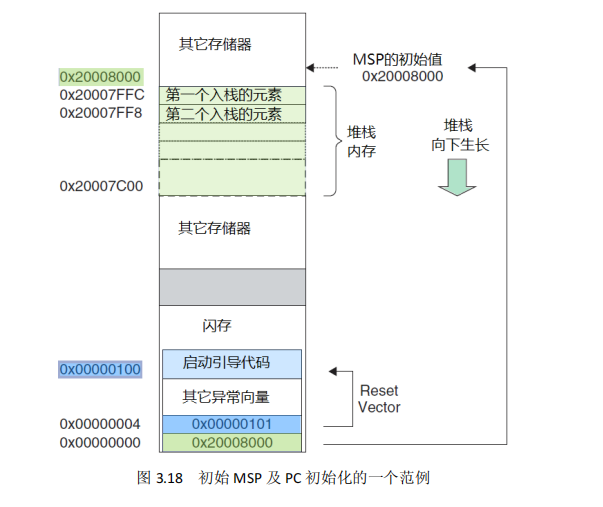 其它存储器
MSP的初始值
0x20008000
0x20008000
0x20007FFC
第一个入栈的元素
0x20007FF8
第二个入栈的元素
堆栈
内存
堆栈
向下生长
0x20007C00
其它存储器
闪存
0x00000100
启动引导代码
其它异常向量
Reset
Vector
0x00000004
0x00000101
0x00000000
0x20008000
图 3.18 初始 MSP 及 PC 初始化的一个范例